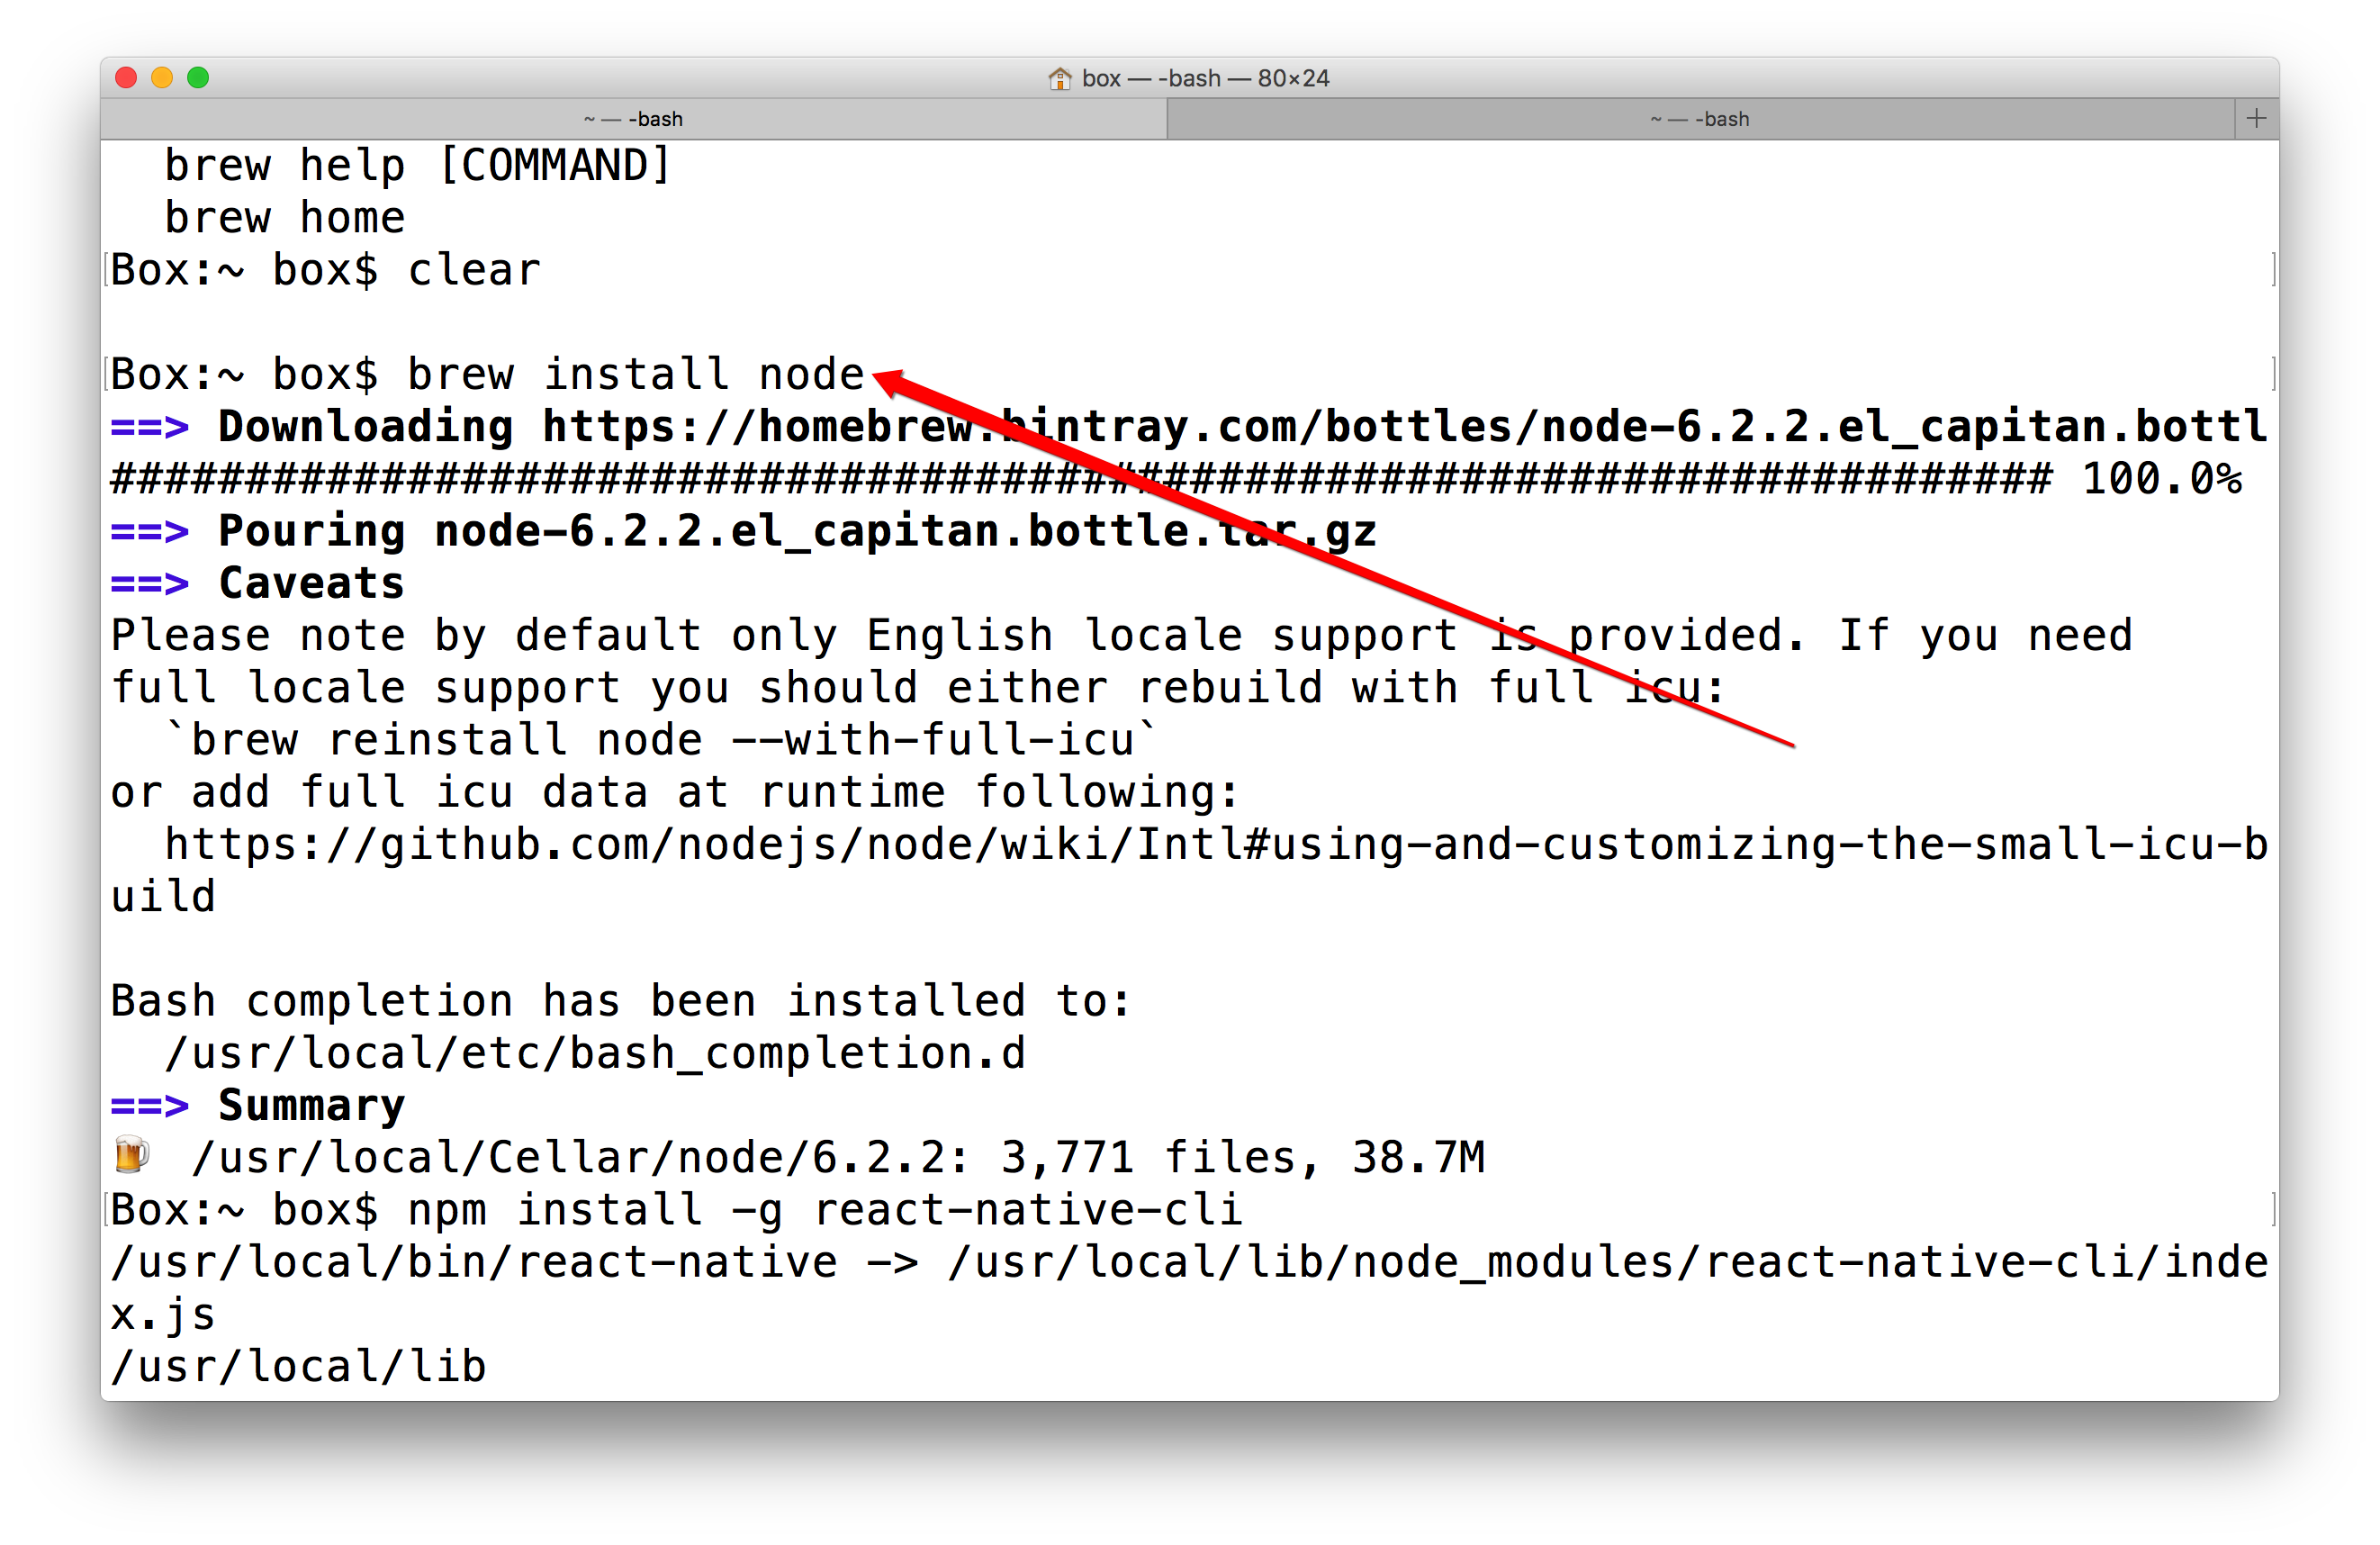 box — -bash — 80×24
~ — -bash
~ — -bash
brew help [COMMAND]
brew home
Box:~ box$ clear
Box:~ box$ brew install node
==> Downloading https://homebrew.bintray.com/bottles/node-6.2.2.el_capitan.bottl
######################################################################## 100.0%
==> Pouring node-6.2.2.el_capitan.bottle.tar.gz
==> Caveats
Please note by default only English locale support is provided. If you need
full locale support you should either rebuild with full icu:
`brew reinstall node --with-full-icu`
or add full icu data at runtime following:
https://github.com/nodejs/node/wiki/Intl#using-and-customizing-the-small-icu-b
uild
Bash completion has been installed to:
/usr/local/etc/bash_completion.d
==> Summary
🍺 /usr/local/Cellar/node/6.2.2: 3,771 files, 38.7M
Box:~ box$ npm install -g react-native-cli
/usr/local/bin/react-native -> /usr/local/lib/node_modules/react-native-cli/inde
x.js
/usr/local/lib